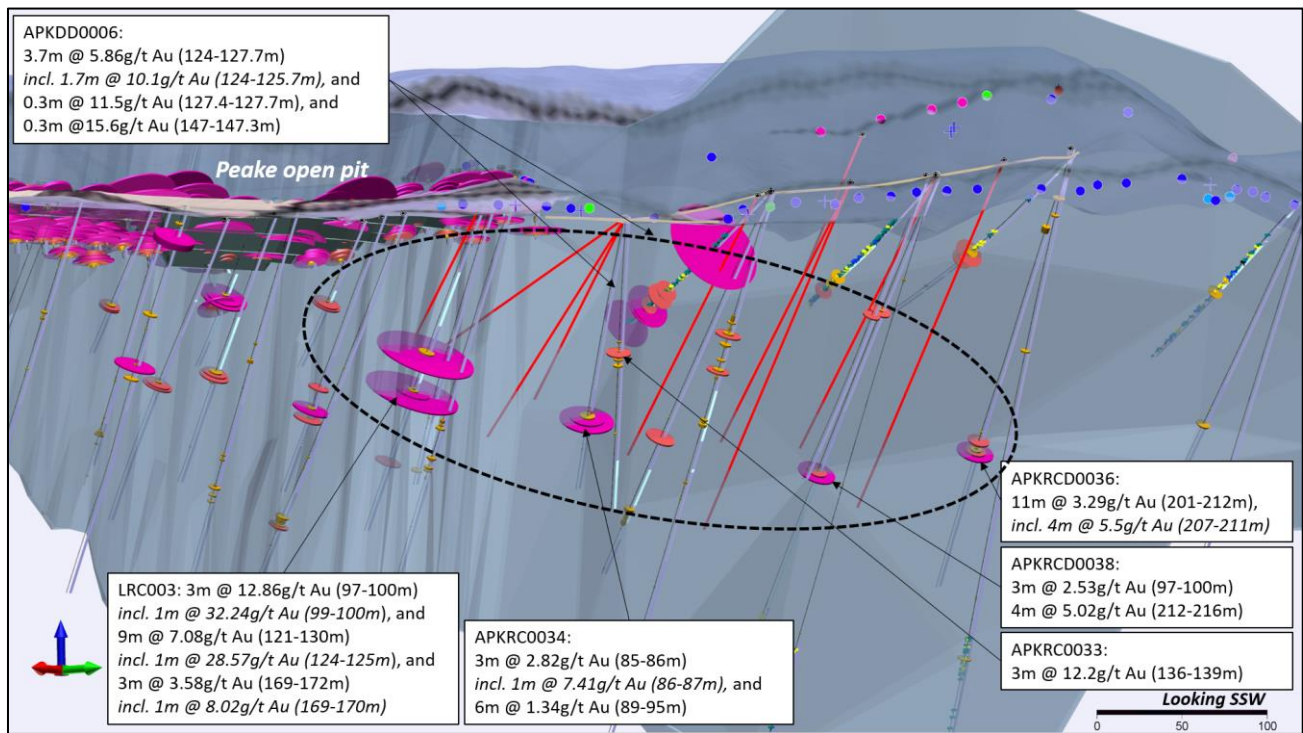 APKDD0006:
3.7m @ 5.86g/t Au (124-127.7m)
incl. 1.7m @ 10.1g/t Au (124-125.7m), and
0.3m @ 11.5g/t Au (127.4-127.7m), and
0.3m @15.6g/t Au (147-147.3m)
Peake open pit
APKRCD0036:
11m @ 3.29g/t Au (201-212m),
incl. 4m @ 5.5g/t Au (207-211m)
APKRCD0038:
3m @ 2.53g/t Au (97-100m)
4m @ 5.02g/t Au (212-216m)
APKRC0033:
3m @ 12.2g/t Au (136-139m)
LRC003: 3m @ 12.86g/t Au (97-100m)
incl. 1m @ 32.24g/t Au (99-100m), and
9m @ 7.08g/t Au (121-130m)
incl. 1m @ 28.57g/t Au (124-125m), and
3m @ 3.58g/t Au (169-172m)
incl. 1m @ 8.02g/t Au (169-170m)
APKRC0034:
3m @ 2.82g/t Au (85-86m)
incl. 1m @ 7.41g/t Au (86-87m), and
6m @ 1.34g/t Au (89-95m)
Looking SSW
0 50 100